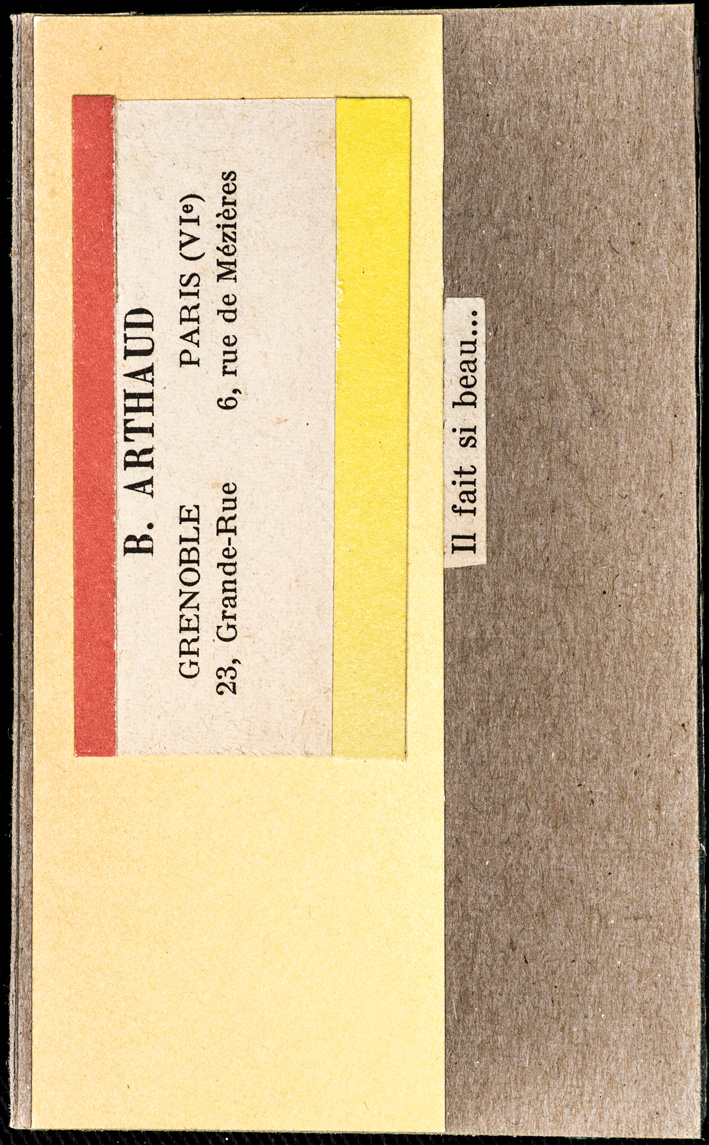 B. ARTHAUD
GRENOBLE PARIS (VIe)
23, Grande-Rue 6, rue de Mézières
Il fait si beau...